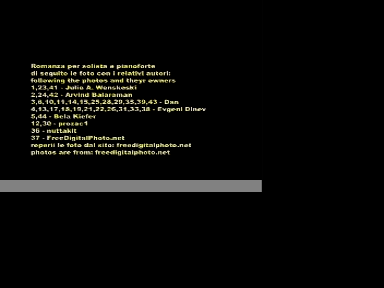 Romanza per solista e pianoforte
di seguito le foto con i relativi autori:
following the photos and theyr owners
1,23,41 - Julio A. Wonskoski
2,24,42 - Arvind Balaraman
3,6,10,11,14,15,25,28,29,35,39,43 - Dan
4,13,17,18,19,21,22,26,31,33,38 - Evgeni Dinev
5,44 - Bela Kiefer
12,30 - prozac1
36 - nuttakit
37 - FreeDigitalPhoto.net
reperii le foto dal sito: freedigitalphoto.net
photos are from: freedigitalphoto.net